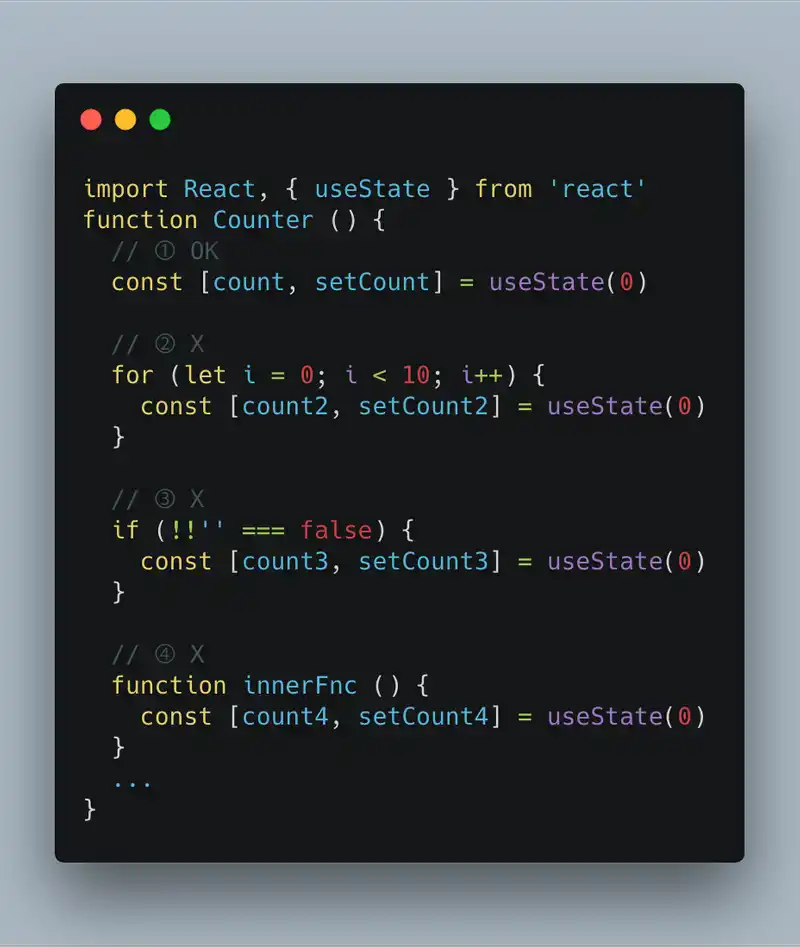 import React, { useState } from 'react'
function Counter () {
  // ① OK
  const [count, setCount] = useState(0)

  // ② X
  for (let i = 0; i < 10; i++) {
    const [count2, setCount2] = useState(0)
  }

  // ③ X
  if (!!'' === false) {
    const [count3, setCount3] = useState(0)
  }

  // ④ X
  function innerFnc () {
    const [count4, setCount4] = useState(0)
  }
  ...
}